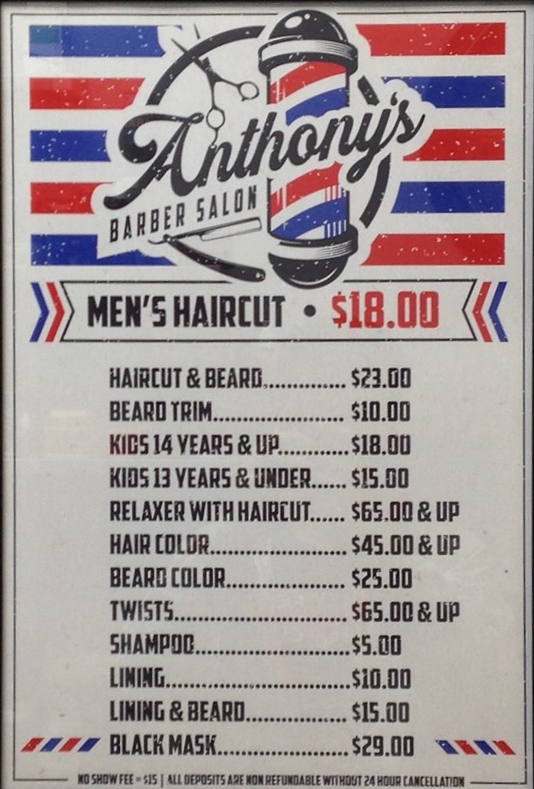 Anthony's
BARBER SALON
MEN'S HAIRCUT • $18.00
HAIRCUT & BEARD.............. $23.00
BEARD TRIM...................... $10.00
KIDS 14 YEARS & UP............$18.00
KIDS 13 YEARS & UNDER...... $15.00
RELAXER WITH HAIRCUT...... $65.00 & UP
HAIR COLOR.......................$45.00 & UP
BEARD COLOR.................... $25.00
TWISTS.............................$65.00 & UP
SHAMPOO..........................$5.00
LINING...............................$10.00
LINING & BEARD.................$15.00
BLACK MASK......................$29.00
NO SHOW FEE = $15 | ALL DEPOSITS ARE NON REFUNDABLE WITHOUT 24 HOUR CANCELLATION